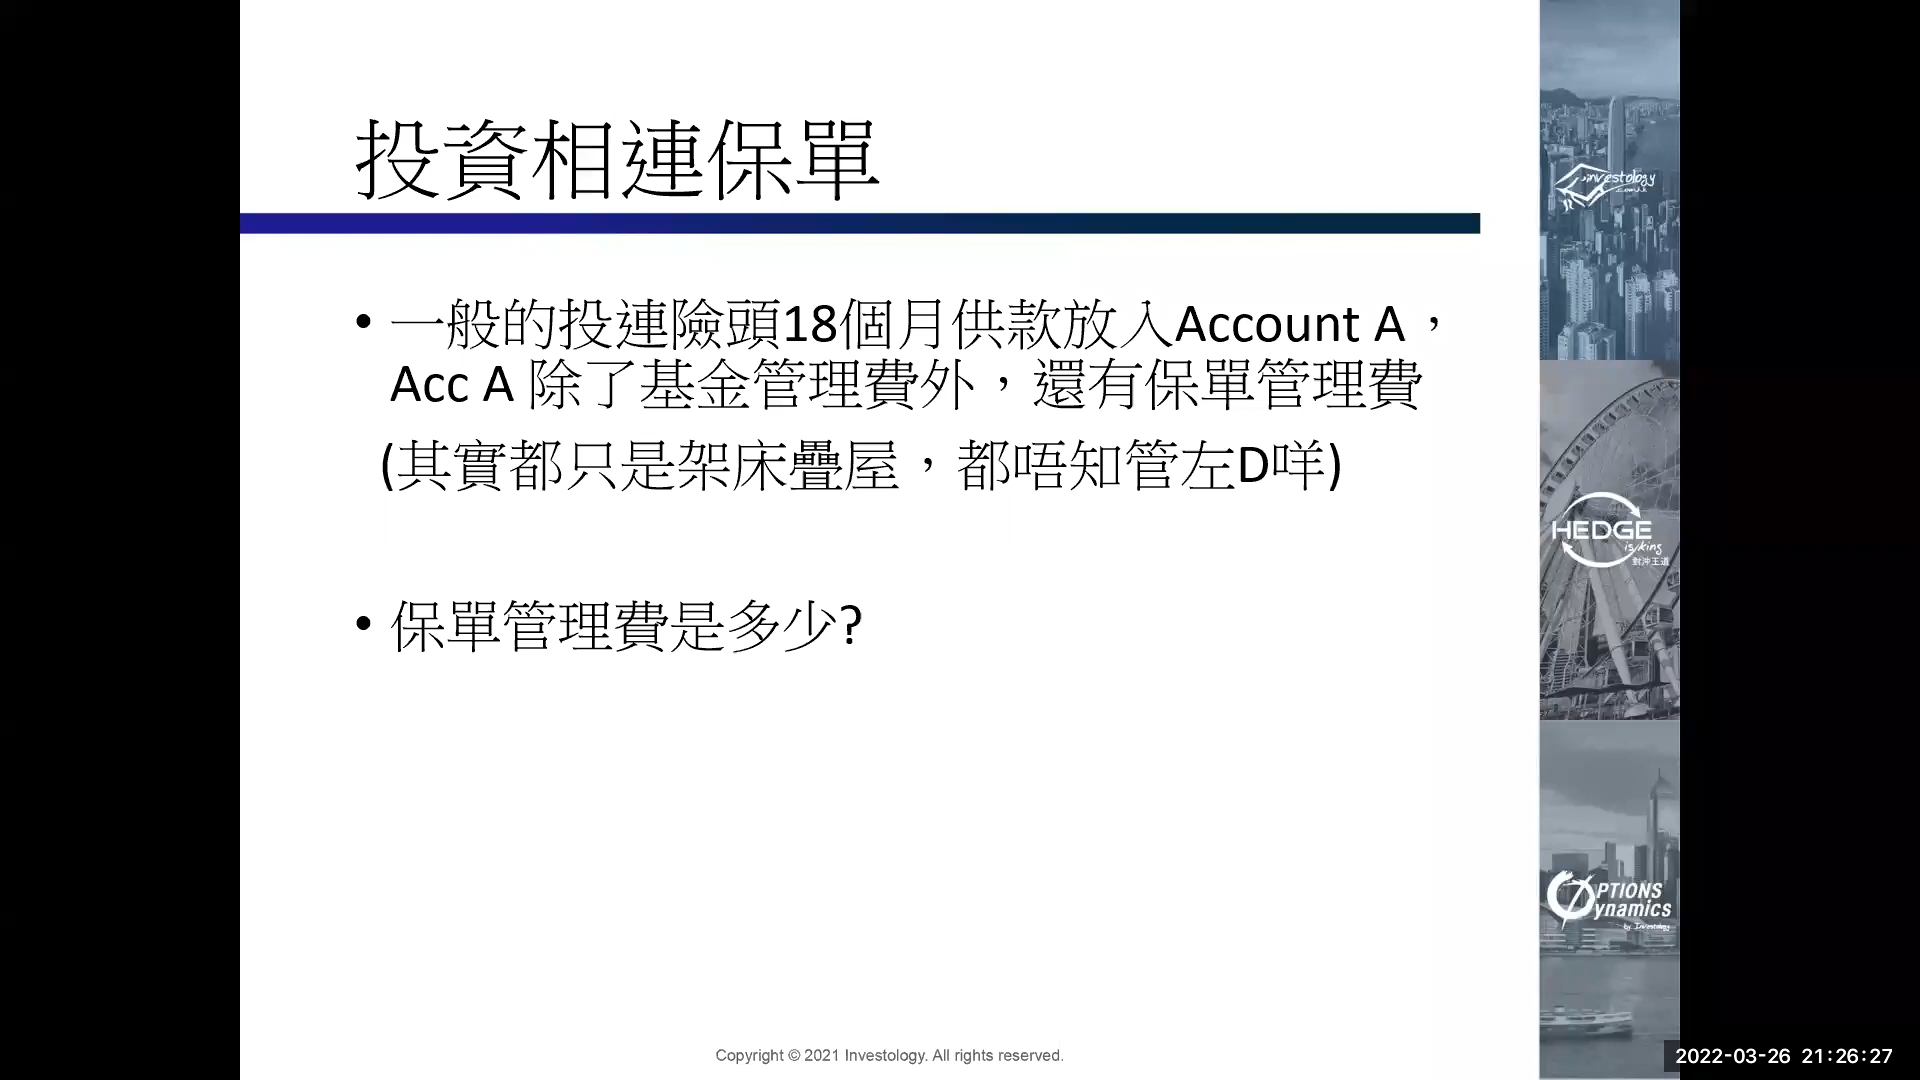 投資相連保單
• 一般的投連險頭18個月供款放入Account A，
Acc A 除了基金管理費外，還有保單管理費
(其實都只是架床疊屋，都唔知管左D咩)
• 保單管理費是多少?
investology
.com.hk
HEDGE
is king
對沖王道
OPTIONS
Dynamics
by Investology
Copyright © 2021 Investology. All rights reserved.
2022-03-26 21:26:27